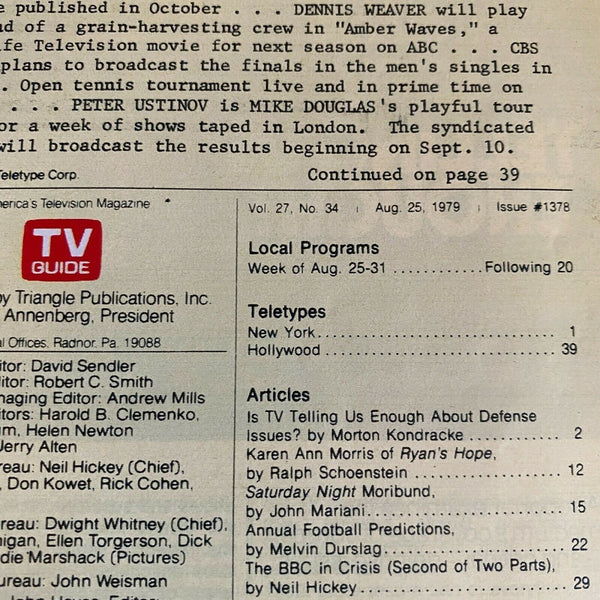 e published in October . . . DENNIS WEAVER will play
d of a grain-harvesting crew in "Amber Waves," a
ife Television movie for next season on ABC . . . CBS
plans to broadcast the finals in the men's singles in
. Open tennis tournament live and in prime time on
. . . PETER USTINOV is MIKE DOUGLAS's playful tour
or a week of shows taped in London. The syndicated
will broadcast the results beginning on Sept. 10.
Teletype Corp.
Continued on page 39
erica's Television Magazine
TV
GUIDE
by Triangle Publications, Inc.
Annenberg, President
al Offices, Radnor, Pa. 19088
itor: David Sendler
ditor: Robert C. Smith
naging Editor: Andrew Mills
itors: Harold B. Clemenko,
um, Helen Newton
Jerry Alten
reau: Neil Hickey (Chief),
, Don Kowet, Rick Cohen,
reau: Dwight Whitney (Chief),
nigan, Ellen Torgerson, Dick
die Marshack (Pictures)
ureau: John Weisman
John Hayes, Editor
Vol. 27, No. 34 | Aug. 25, 1979 | Issue #1378
Local Programs
Week of Aug. 25-31 ............ Following 20
Teletypes
New York................................ 1
Hollywood ............................ 39
Articles
Is TV Telling Us Enough About Defense
Issues? by Morton Kondracke ........... 2
Karen Ann Morris of Ryan's Hope,
by Ralph Schoenstein .................. 12
Saturday Night Moribund,
by John Mariani........................ 15
Annual Football Predictions,
by Melvin Durslag...................... 22
The BBC in Crisis (Second of Two Parts),
by Neil Hickey......................... 29